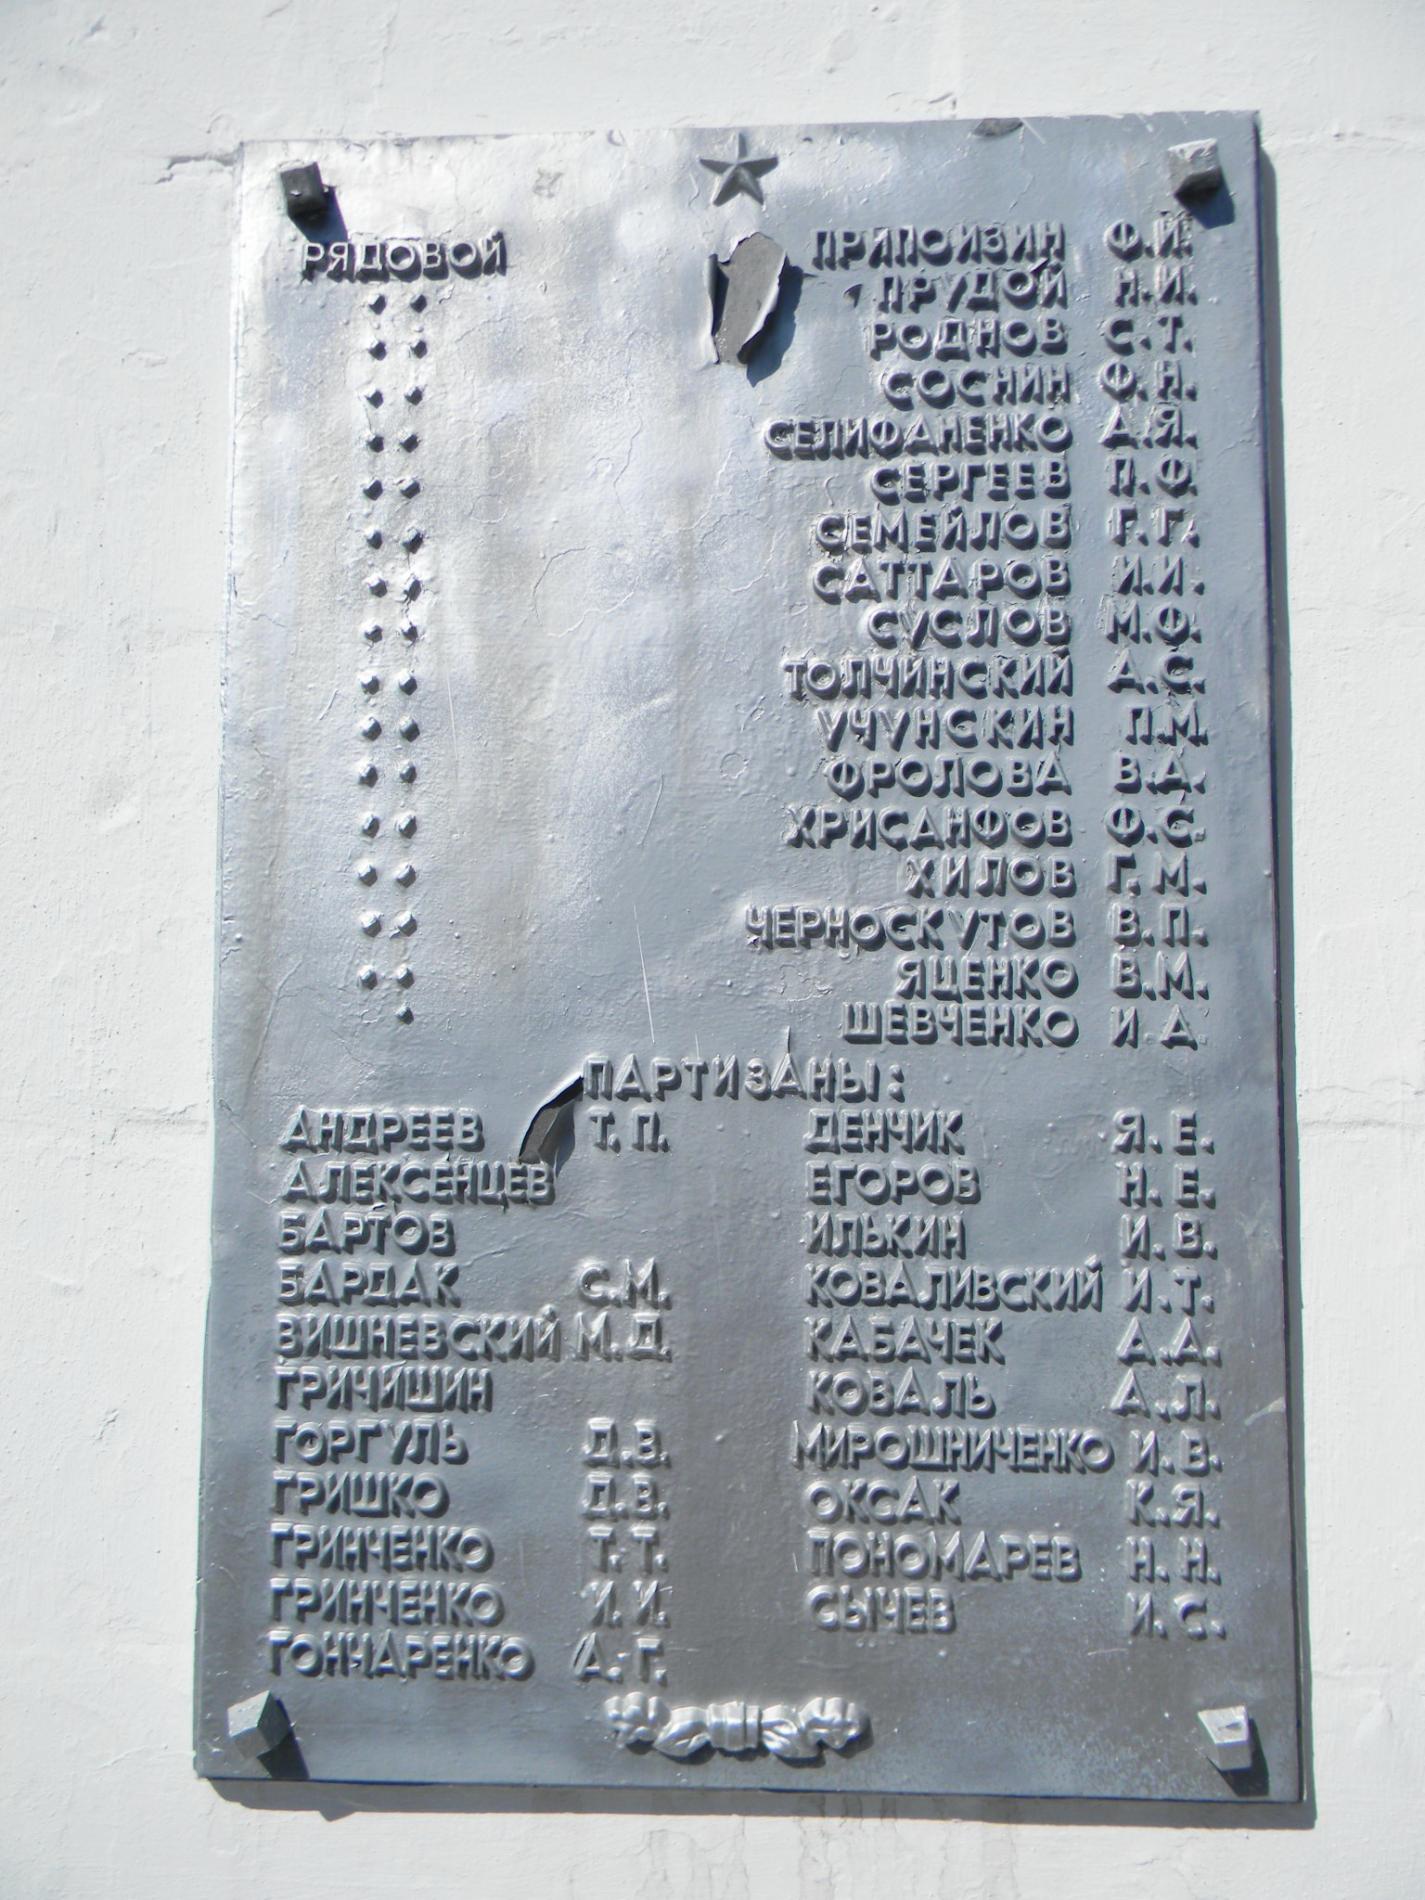 РЯДОВОЙ ПРИПОИЗИН Ф.И.
" ПРУДОЙ Н.И.
" РОДНОВ С.Т.
" СОСНИН Ф.Н.
" СЕЛИФАНЕНКО А.Я.
" СЕРГЕЕВ П.Ф.
" СЕМЕЙЛОВ Г.Г.
" САТТАРОВ И.И.
" СУСЛОВ М.Ф.
" ТОЛЧИНСКИЙ А.С.
" УЧУНСКИН П.М.
" ФРОЛОВА В.А.
" ХРИСАНФОВ Ф.С.
" ХИЛОВ Г.М.
" ЧЕРНОСКУТОВ В.П.
" ЯЦЕНКО В.М.
" ШЕВЧЕНКО И.А.
ПАРТИЗАНЫ:
АНДРЕЕВ Т.П.
АЛЕКСЕНЦЕВ
БАРТОВ
БАРДАК С.М.
ВИШНЕВСКИЙ М.Д.
ГРИЧИШИН
ГОРГУЛЬ Д.В.
ГРИШКО Д.В.
ГРИНЧЕНКО Т.Т.
ГРИНЧЕНКО И.И.
ГОНЧАРЕНКО А.Г.
ДЕНЧИК Я.Е.
ЕГОРОВ Н.Е.
ИЛЬКИН И.В.
КОВАЛИВСКИЙ И.Т.
КАБАЧЕК А.А.
КОВАЛЬ А.Л.
МИРОШНИЧЕНКО И.В.
ОКСАК К.Я.
ПОНОМАРЕВ Н.Н.
СЫЧЕВ И.С.